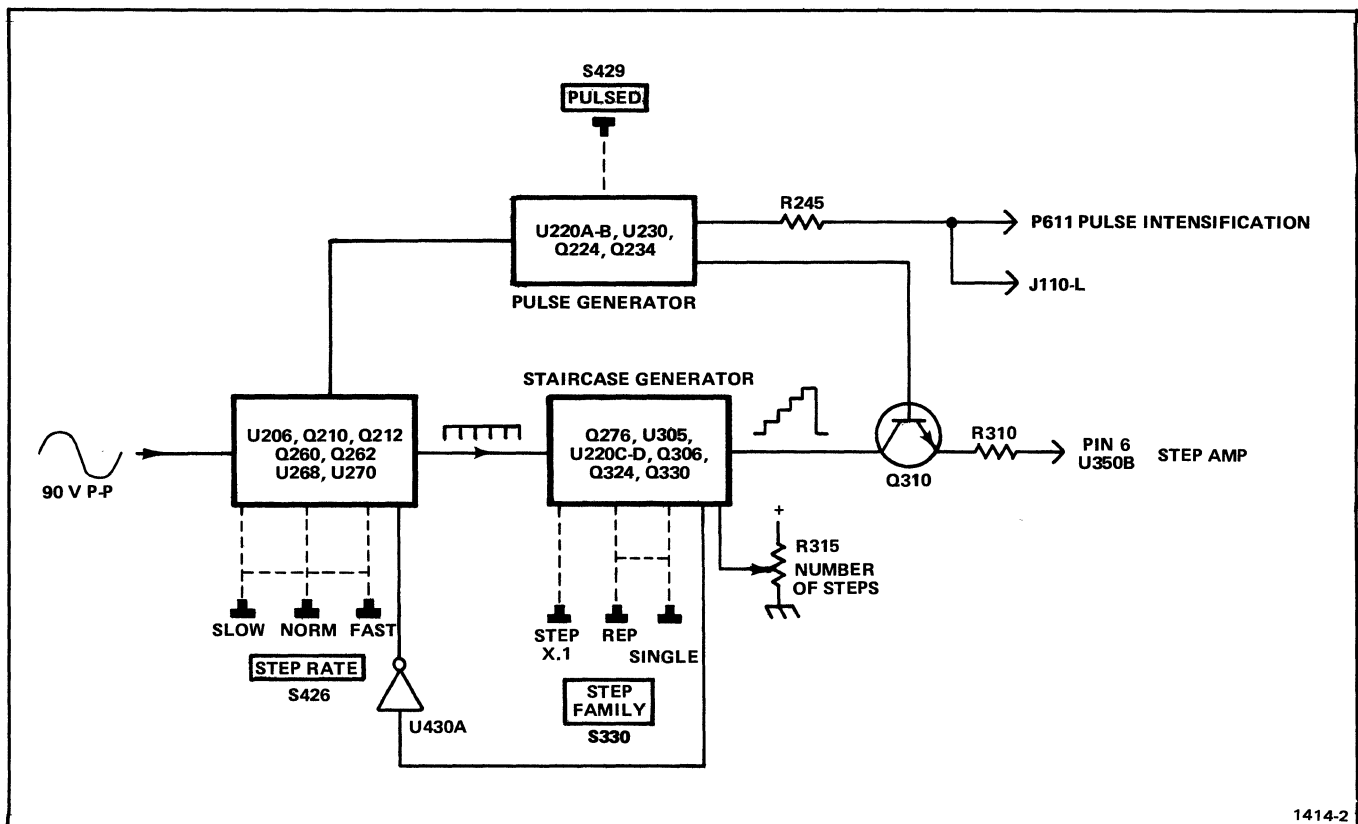 S429
PULSED
U220A-B, U230,
Q224, Q234
PULSE GENERATOR
R245
P611 PULSE INTENSIFICATION
J110-L
STAIRCASE GENERATOR
90 V P-P
U206, Q210, Q212
Q260, Q262
U268, U270
Q276, U305,
U220C-D, Q306,
Q324, Q330
Q310
R310
PIN 6
U350B
STEP AMP
+
R315
NUMBER
OF STEPS
SLOW
NORM
FAST
STEP RATE
S426
U430A
STEP
X.1
REP
SINGLE
STEP
FAMILY
S330
1414-2